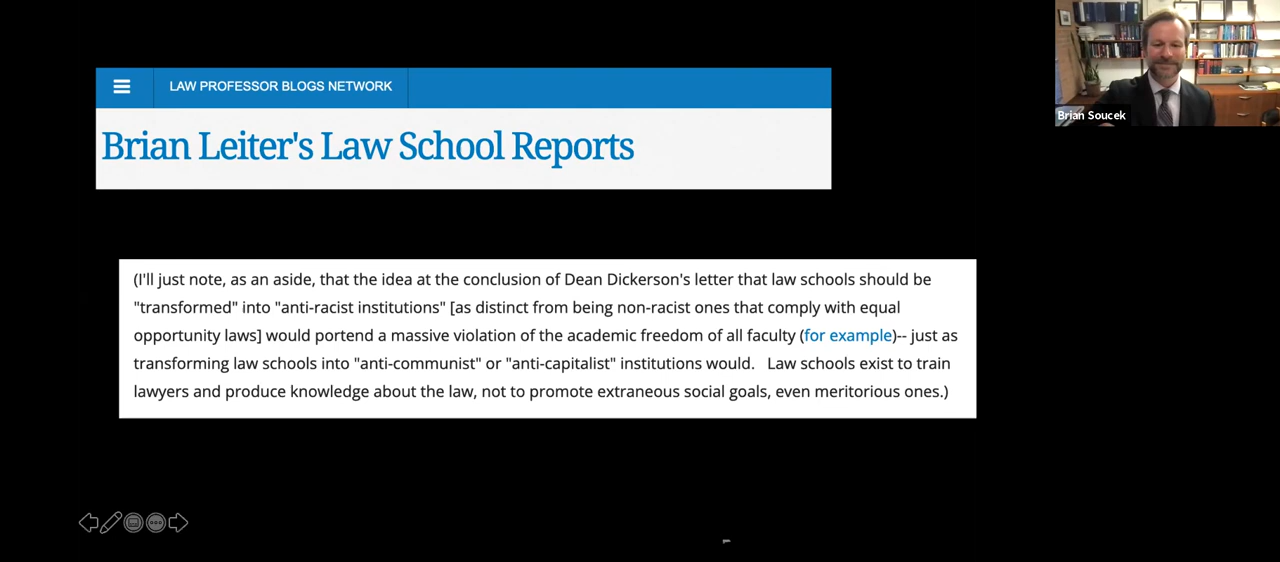 LAW PROFESSOR BLOGS NETWORK
Brian Leiter's Law School Reports
Brian Soucek
(I'll just note, as an aside, that the idea at the conclusion of Dean Dickerson's letter that law schools should be
"transformed" into "anti-racist institutions" [as distinct from being non-racist ones that comply with equal
opportunity laws] would portend a massive violation of the academic freedom of all faculty (for example)-- just as
transforming law schools into "anti-communist" or "anti-capitalist" institutions would.   Law schools exist to train
lawyers and produce knowledge about the law, not to promote extraneous social goals, even meritorious ones.)